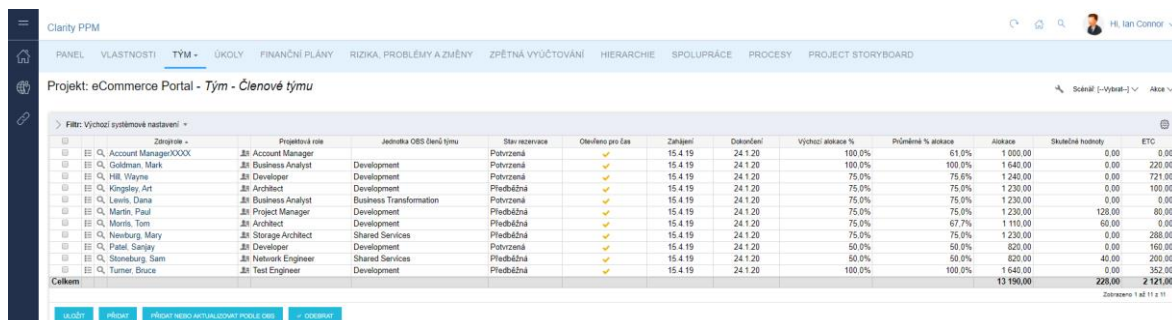 Clarity PPM Hi, Ian Connor
PANEL VLASTNOSTI TÝM ÚKOLY FINANČNÍ PLÁNY RIZIKA, PROBLÉMY A ZMĚNY ZPĚTNÁ VYÚČTOVÁNÍ HIERARCHIE SPOLUPRÁCE PROCESY PROJECT STORYBOARD
Projekt: eCommerce Portal - Tým - Členové týmu Scénář [--Vybrat--] Akce
Filtr: Výchozí systémové nastavení
Zdroj/role Projektová role Jednotka OBS členů týmu Stav rezervace Otevřeno pro čas Zahájení Dokončení Výchozí alokace % Průměrné % alokace Alokace Skutečné hodnoty ETC
Account ManagerXXXX Account Manager Potvrzená 15.4.19 24.1.20 100,0% 61,0% 1 000,00 0,00 0,00
Goldman, Mark Business Analyst Development Potvrzená 15.4.19 24.1.20 100,0% 100,0% 1 640,00 0,00 220,00
Hill, Wayne Developer Development Potvrzená 15.4.19 24.1.20 75,0% 75,6% 1 240,00 0,00 721,00
Kingsley, Art Architect Development Předběžná 15.4.19 24.1.20 75,0% 75,0% 1 230,00 0,00 100,00
Lewis, Dana Business Analyst Business Transformation Potvrzená 15.4.19 24.1.20 75,0% 75,0% 1 230,00 0,00 0,00
Martin, Paul Project Manager Development Předběžná 15.4.19 24.1.20 75,0% 75,0% 1 230,00 128,00 80,00
Morris, Tom Architect Development Předběžná 15.4.19 24.1.20 75,0% 67,7% 1 110,00 60,00 0,00
Newburg, Mary Storage Architect Shared Services Předběžná 15.4.19 24.1.20 75,0% 75,0% 1 230,00 0,00 288,00
Patel, Sanjay Developer Development Potvrzená 15.4.19 24.1.20 50,0% 50,0% 820,00 0,00 160,00
Stoneburg, Sam Network Engineer Shared Services Předběžná 15.4.19 24.1.20 50,0% 50,0% 820,00 40,00 200,00
Turner, Bruce Test Engineer Development Předběžná 15.4.19 24.1.20 100,0% 100,0% 1 640,00 0,00 352,00
Celkem 13 190,00 228,00 2 121,00
Zobrazeno 1 až 11 z 11
ULOŽIT PŘIDAT PŘIDAT NEBO AKTUALIZOVAT PODLE OBS ODEBRAT